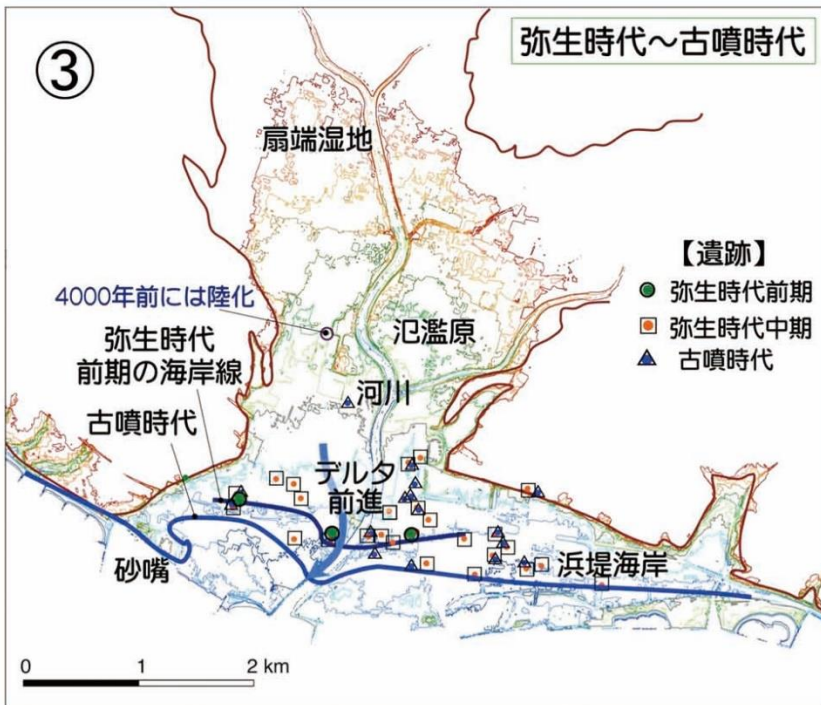 ③
弥生時代～古墳時代
扇端湿地
【遺跡】
弥生時代前期
弥生時代中期
古墳時代
4000年前には陸化
氾濫原
弥生時代
前期の海岸線
河川
古墳時代
デルタ
前進
砂嘴
浜堤海岸
0 1 2 km